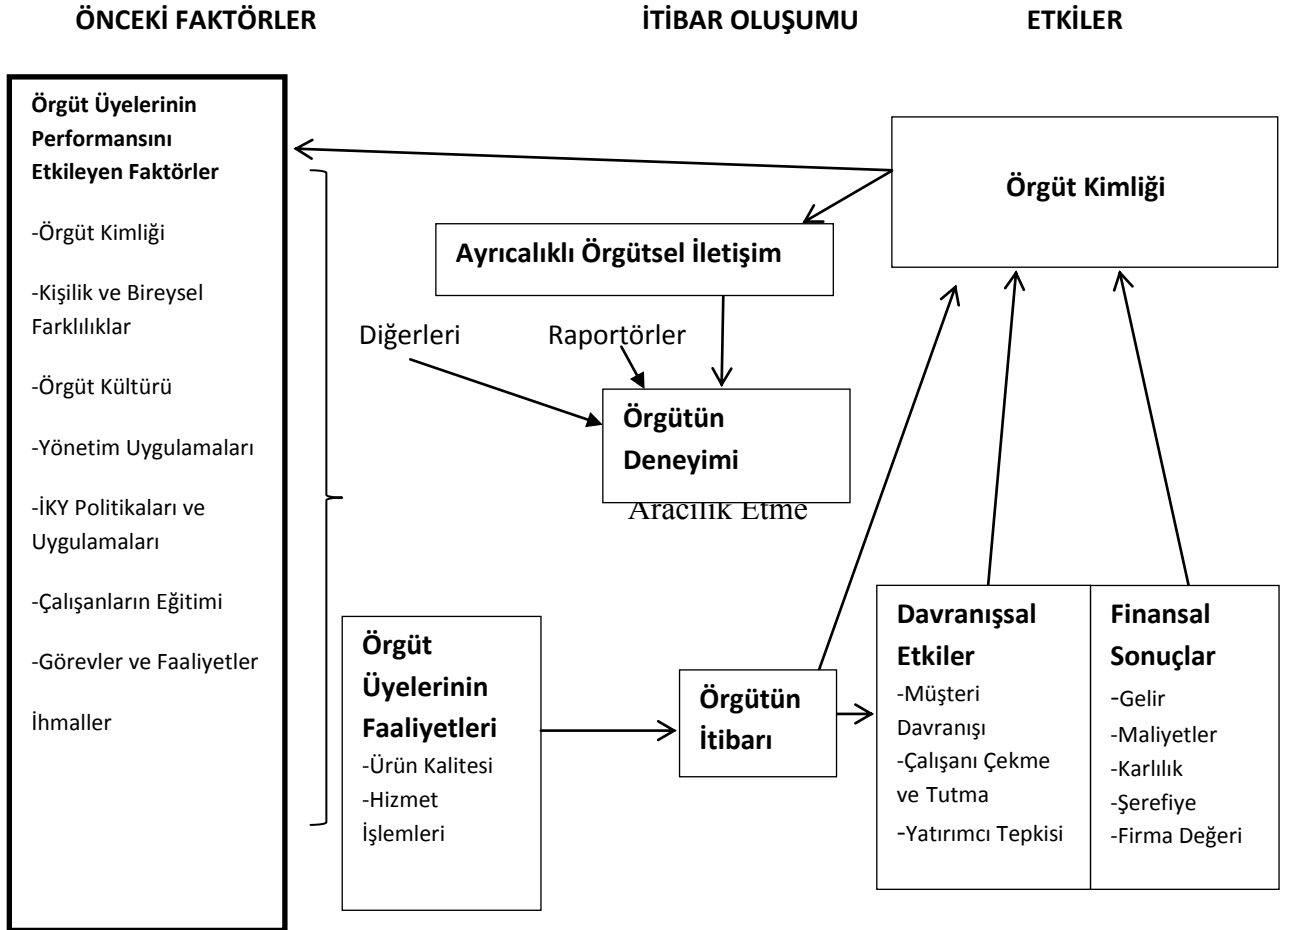 ÖNCEKİ FAKTÖRLER
İTİBAR OLUŞUMU
ETKİLER
Örgüt Üyelerinin
Performansını
Etkileyen Faktörler
-Örgüt Kimliği
-Kişilik ve Bireysel
Farklılıklar
-Örgüt Kültürü
-Yönetim Uygulamaları
-İKY Politikaları ve
Uygulamaları
-Çalışanların Eğitimi
-Görevler ve Faaliyetler
İhmaller
Örgüt Kimliği
Ayrıcalıklı Örgütsel İletişim
Diğerleri
Raportörler
Örgütün
Deneyimi
Aracılık Etme
Örgüt
Üyelerinin
Faaliyetleri
-Ürün Kalitesi
-Hizmet
İşlemleri
Örgütün
İtibarı
Davranışsal
Etkiler
-Müşteri
Davranışı
-Çalışanı Çekme
ve Tutma
-Yatırımcı Tepkisi
Finansal
Sonuçlar
-Gelir
-Maliyetler
-Karlılık
-Şerefiye
-Firma Değeri